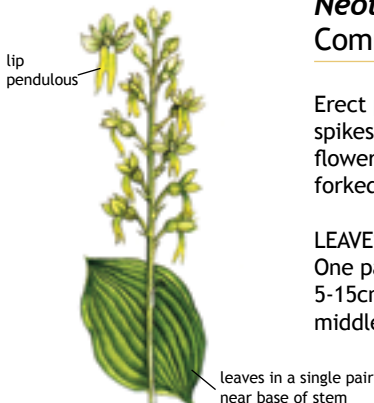 lip
pendulous
Neot
Com
Erect
spikes
flower
forked
LEAVE
One pa
5-15cm
middle
leaves in a single pair
near base of stem